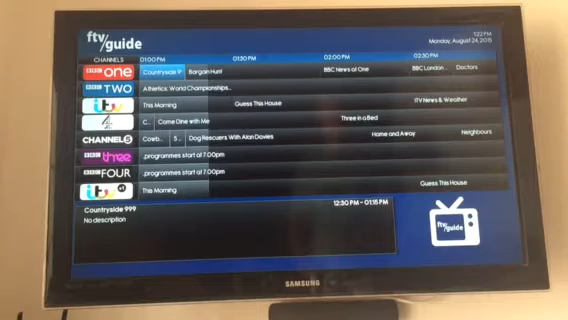 ftv/guide
1:22 PM
Monday, August 24, 2015
CHANNELS 01:00 PM 01:30 PM 02:00 PM 02:30 PM
BBC one Countryside 9 Bargain Hunt BBC News at One BBC London... Doctors
BBC TWO Athletics: World Championships...
itv This Morning Guess This House ITV News & Weather
4 C... Come Dine with Me Three in a Bed
CHANNEL5 Cowb... 5... Dog Rescuers With Alan Davies Home and Away Neighbours
BBC three .programmes start at 7.00pm
BBC FOUR .programmes start at 7.00pm
itv +1 This Morning Guess This House
Countryside 999 12:30 PM - 01:15 PM
No description
ftv/guide
SAMSUNG